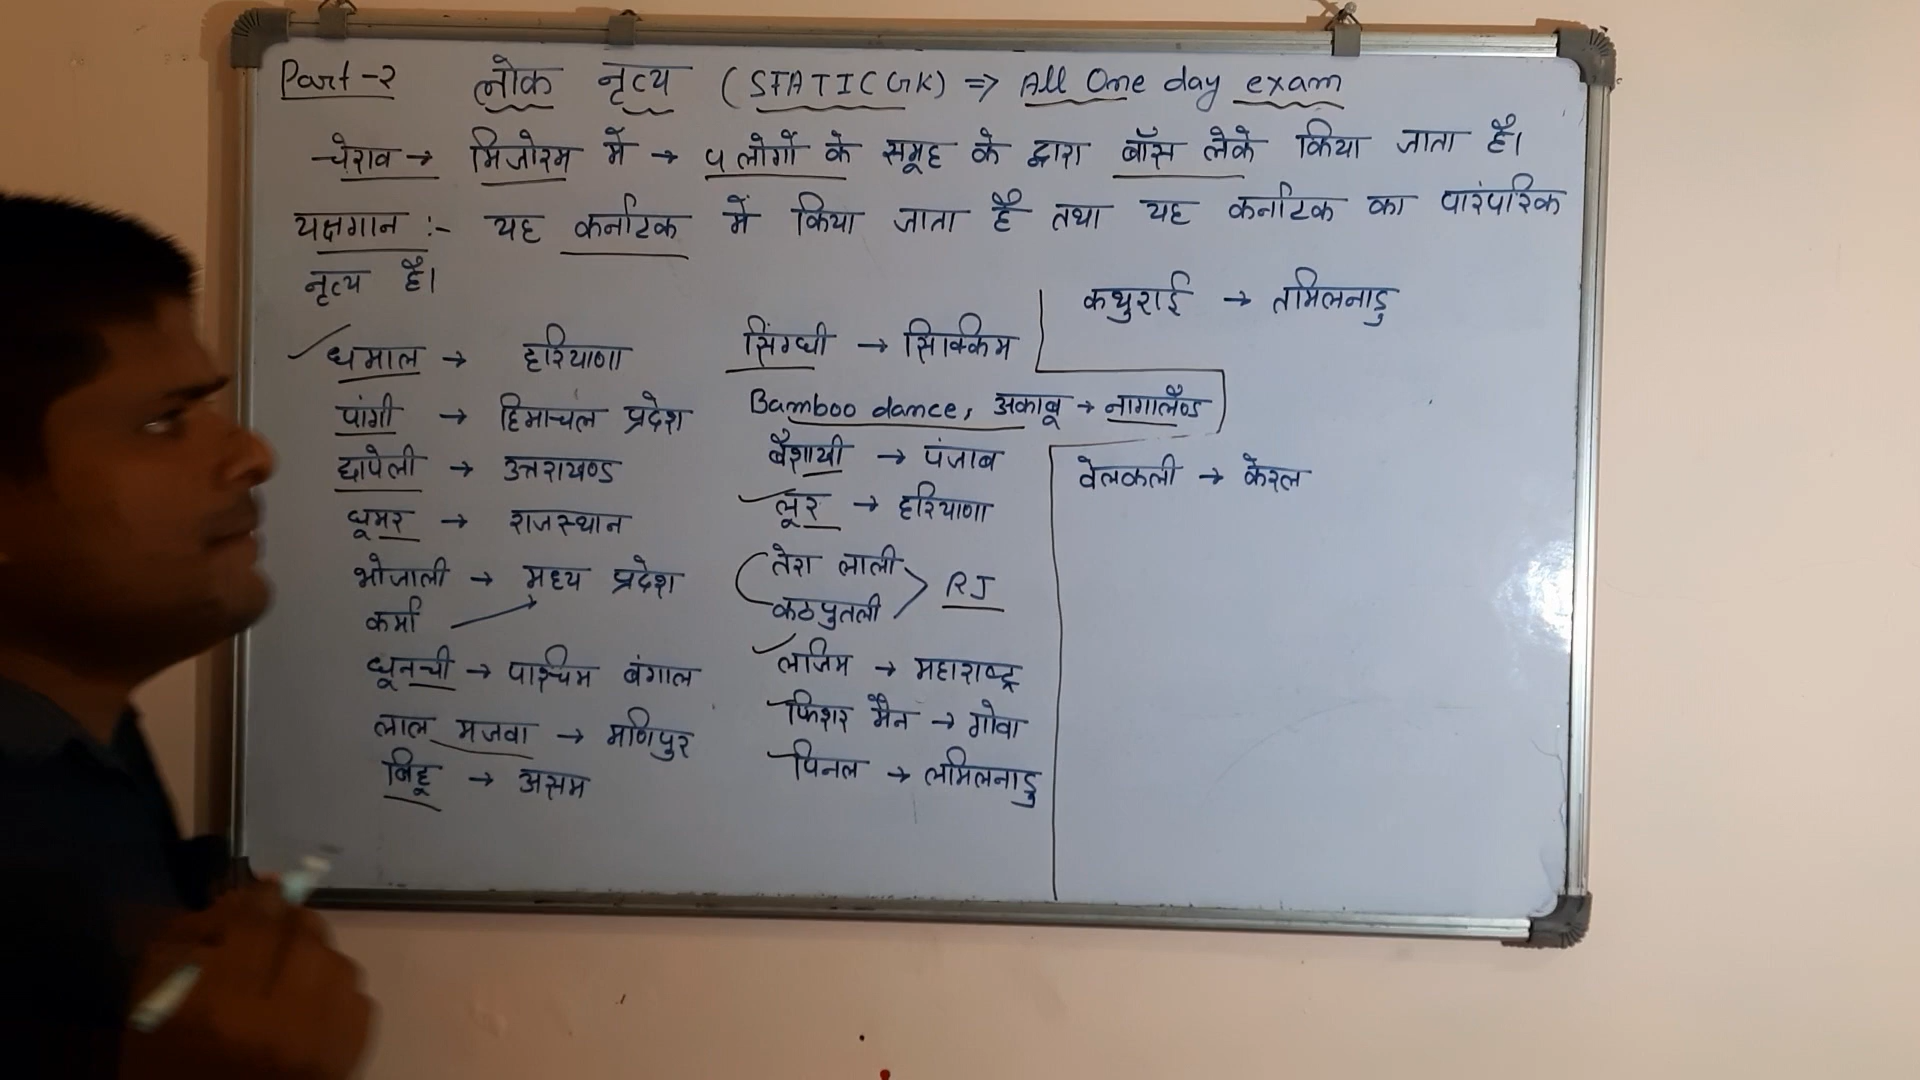 Part-2 लोक नृत्य (STATIC GK) => All One day exam
चेराव → मिजोरम में → ५ लोगों के समूह के द्वारा बॉस लेके किया जाता है।
यक्षगान :- यह कर्नाटक में किया जाता है तथा यह कर्नाटक का पारंपरिक
नृत्य है।
धमाल → हरियाणा
पांगी → हिमाचल प्रदेश
छापेली → उत्तराखण्ड
घूमर → राजस्थान
भोजाली → मध्य प्रदेश
कर्मा
धूनची → पश्चिम बंगाल
लाल मजवा → मणिपुर
बिहू → असम
सिंग्घी → सिक्किम
Bamboo dance, अकाबू → नागालैण्ड
बैशाखी → पंजाब
लूर → हरियाणा
तेरा लाली
कठपुतली
RJ
लजिम → महाराष्ट्र
फिशर मैन → गोवा
पिनल → तमिलनाडु
कथुराई → तमिलनाडु
वेलकली → केरल